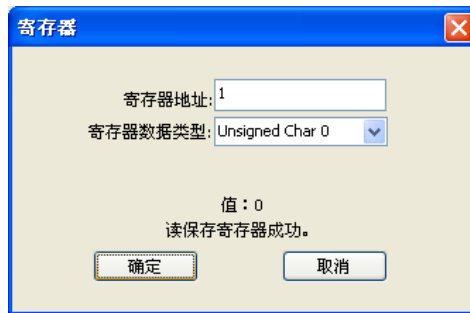 寄存器
寄存器地址:1
寄存器数据类型:Unsigned Char 0
值：0
读保存寄存器成功。
确定 取消